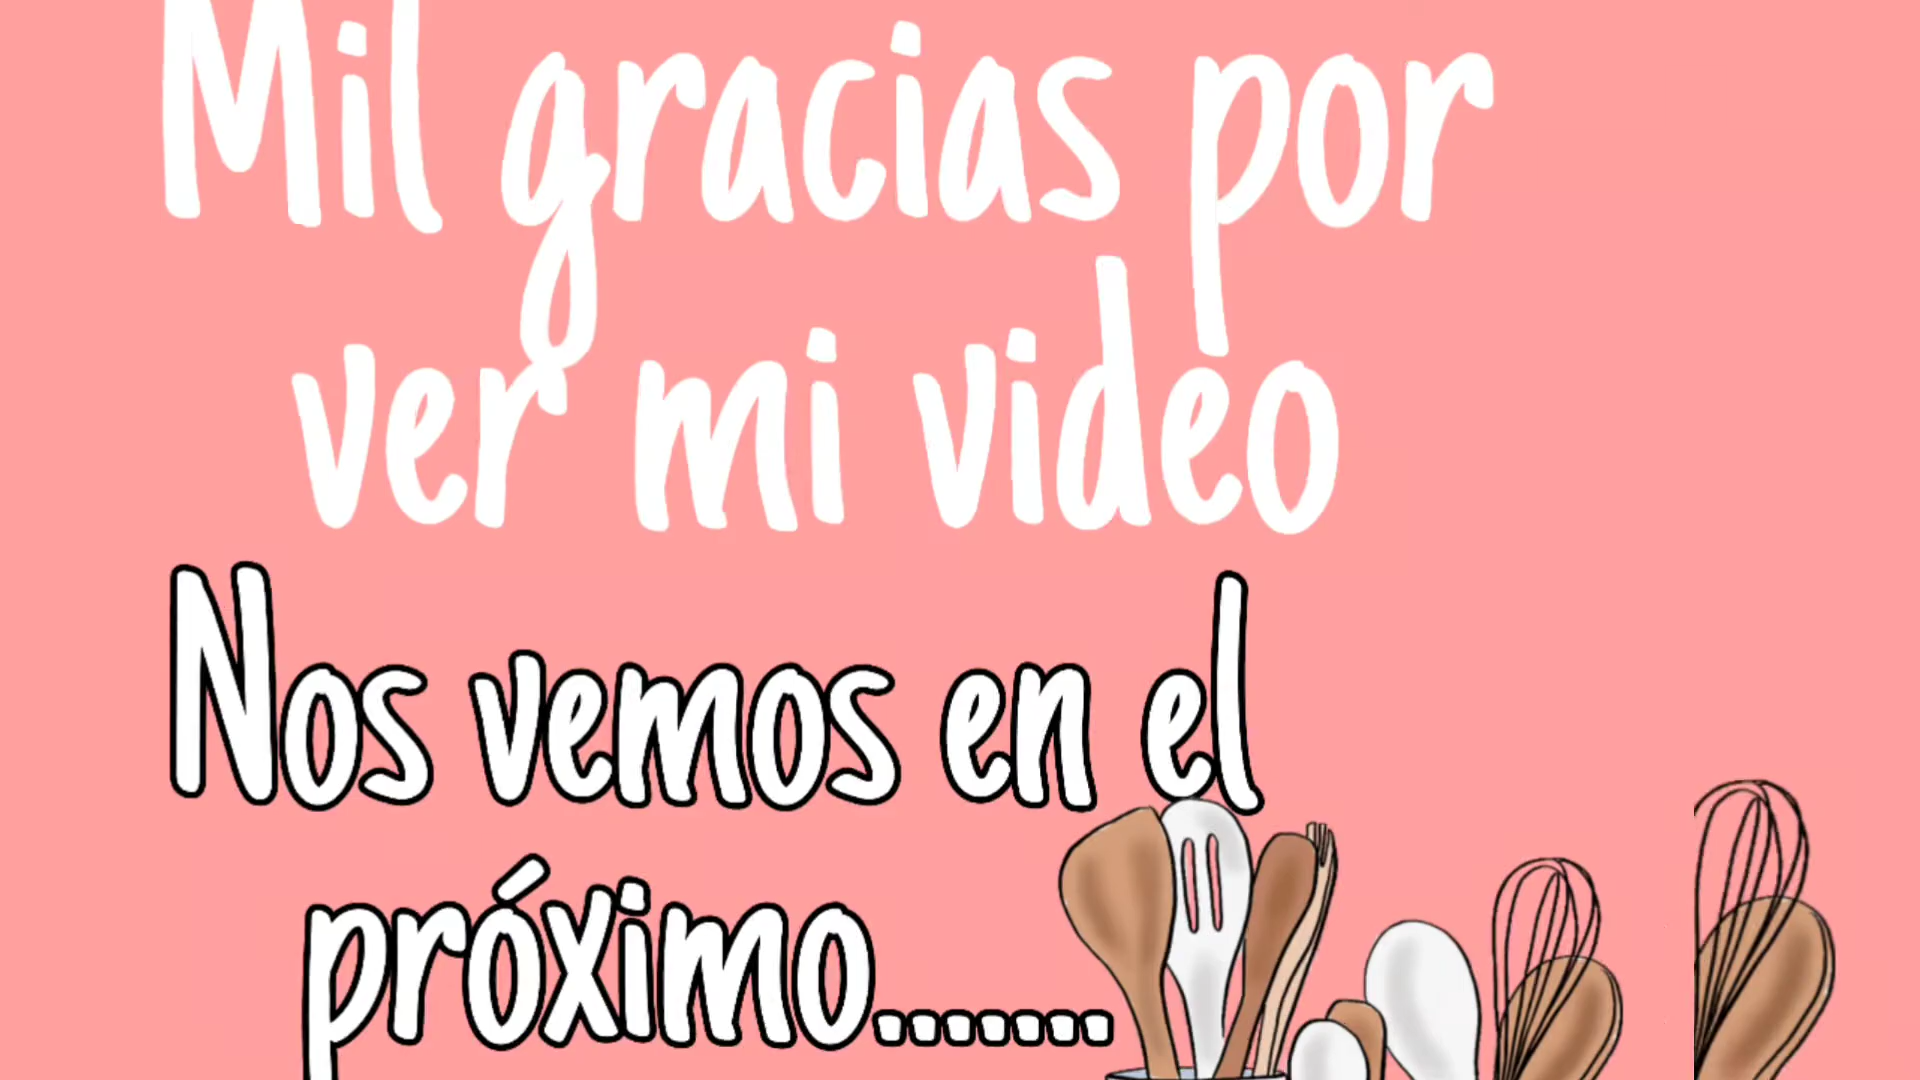 Mil gracias por
ver mi video
Nos vemos en el
próximo.......